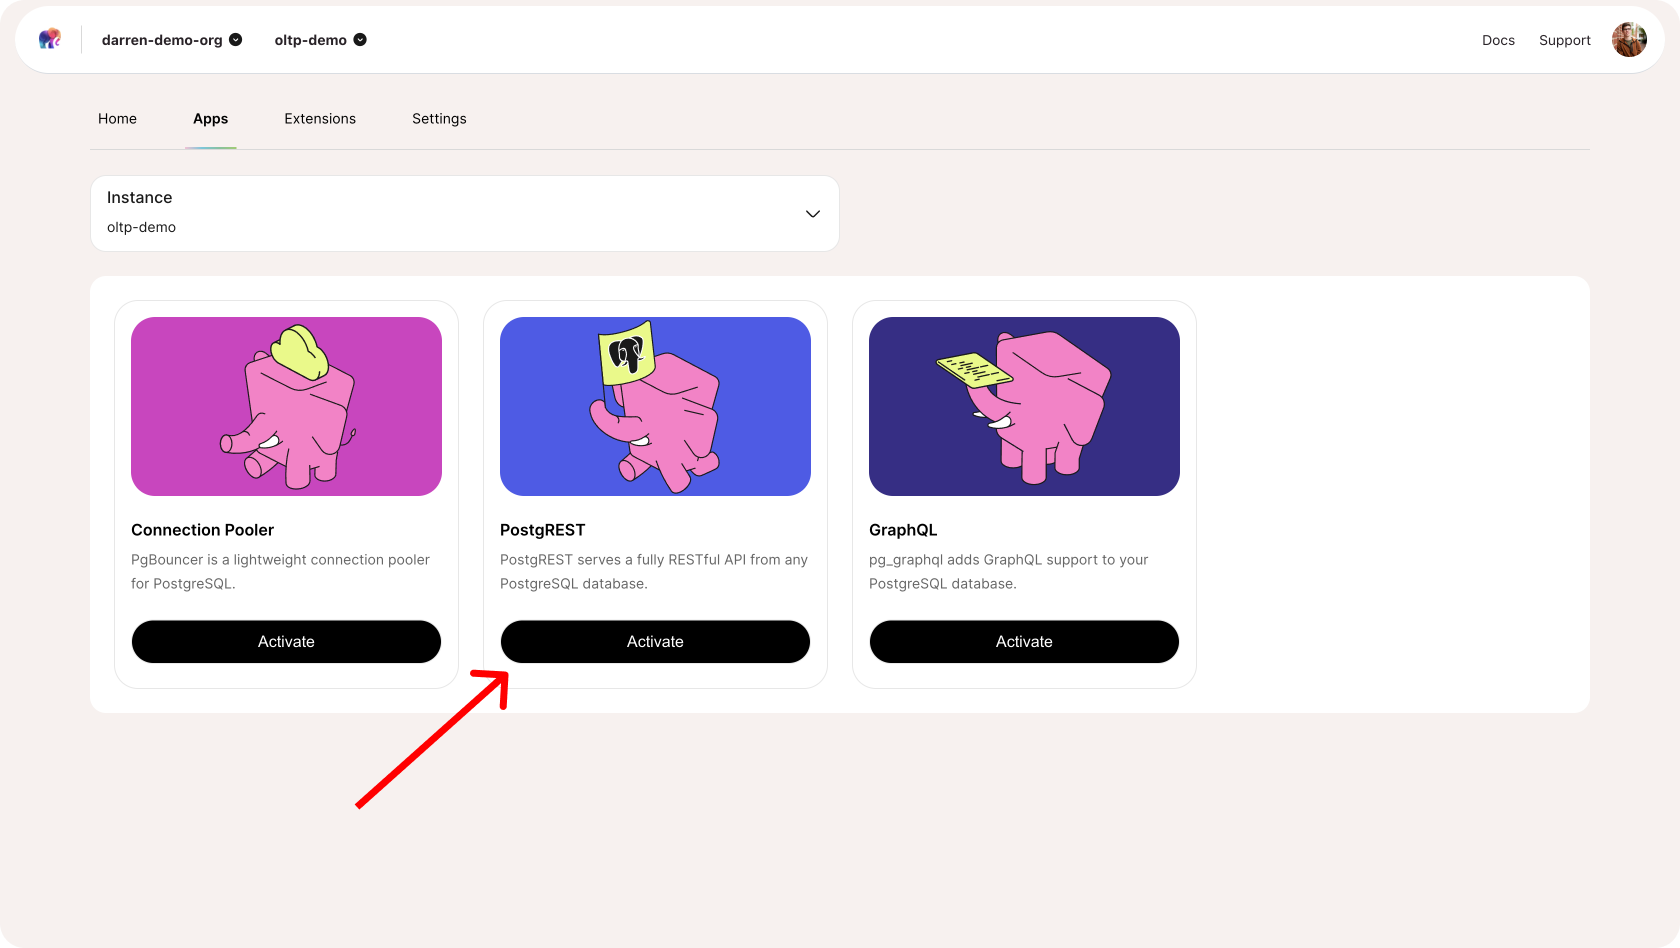 darren-demo-org
oltp-demo
Docs
Support
Home
Apps
Extensions
Settings
Instance
oltp-demo
Connection Pooler
PgBouncer is a lightweight connection pooler
for PostgreSQL.
Activate
PostgREST
PostgREST serves a fully RESTful API from any
PostgreSQL database.
Activate
GraphQL
pg_graphql adds GraphQL support to your
PostgreSQL database.
Activate